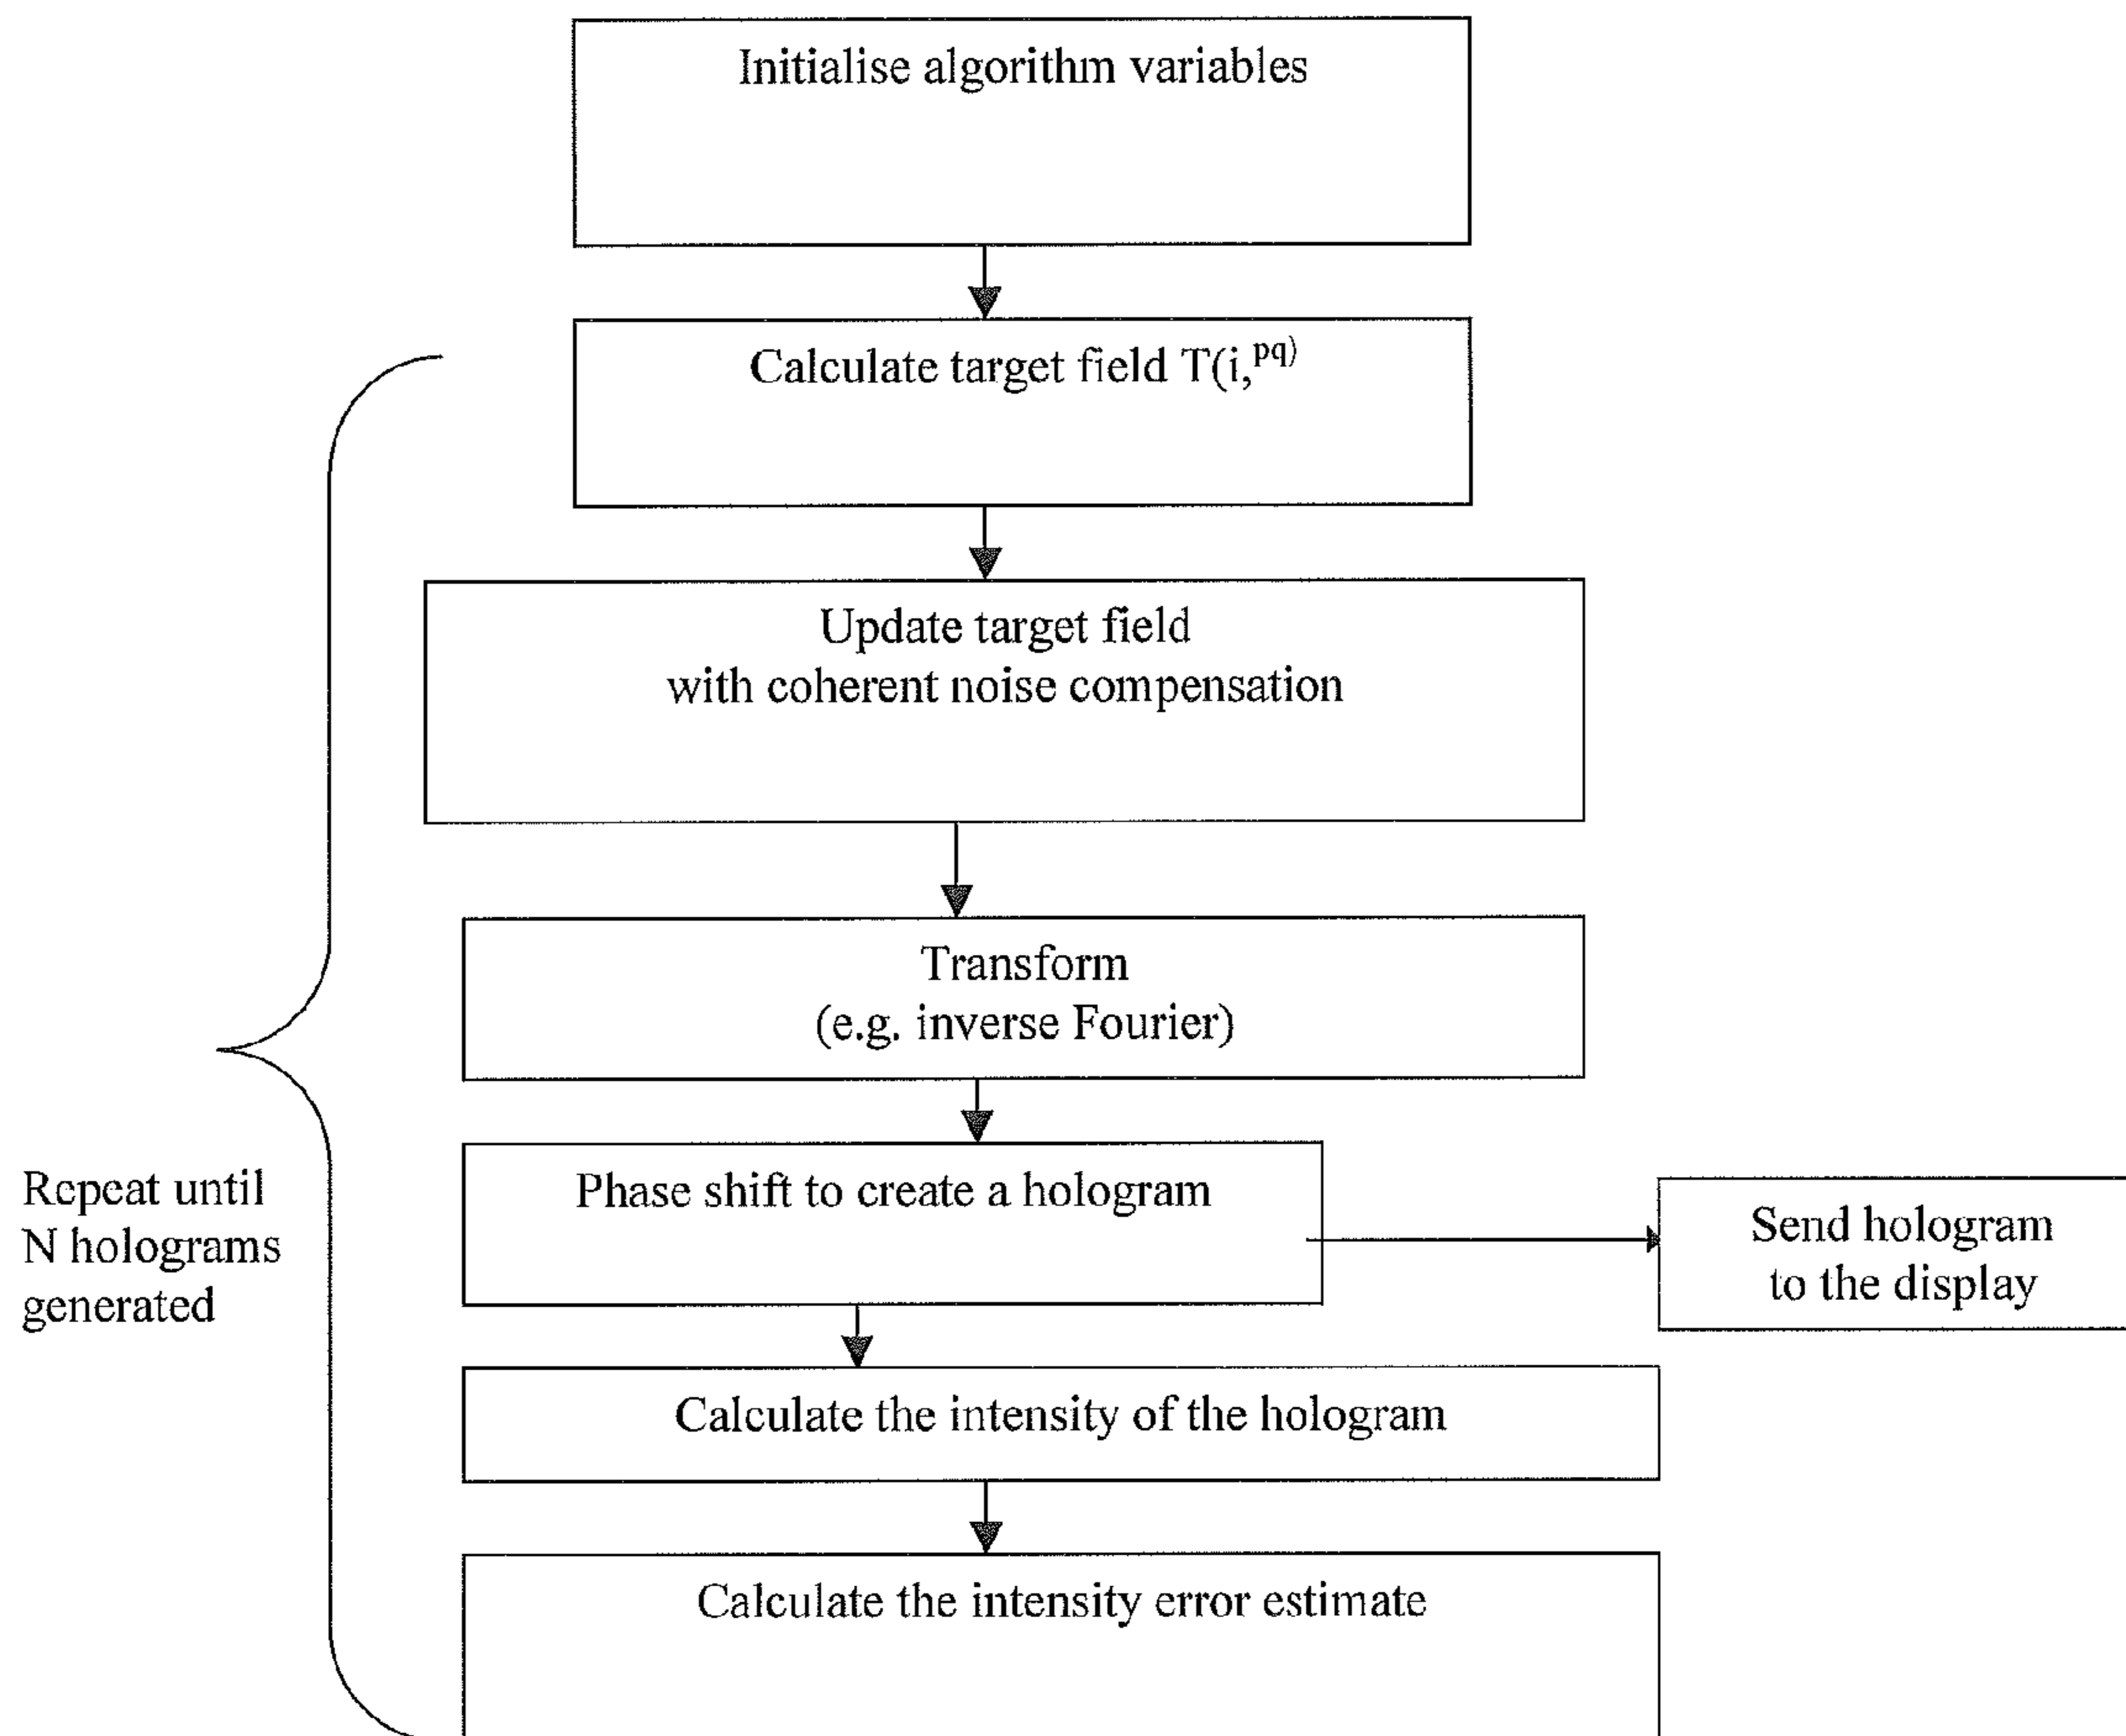 Initialise algorithm variables
Calculate target field T(i,pq)
Update target field
with coherent noise compensation
Transform
(e.g. inverse Fourier)
Phase shift to create a hologram
Repeat until
N holograms
generated
Send hologram
to the display
Calculate the intensity of the hologram
Calculate the intensity error estimate